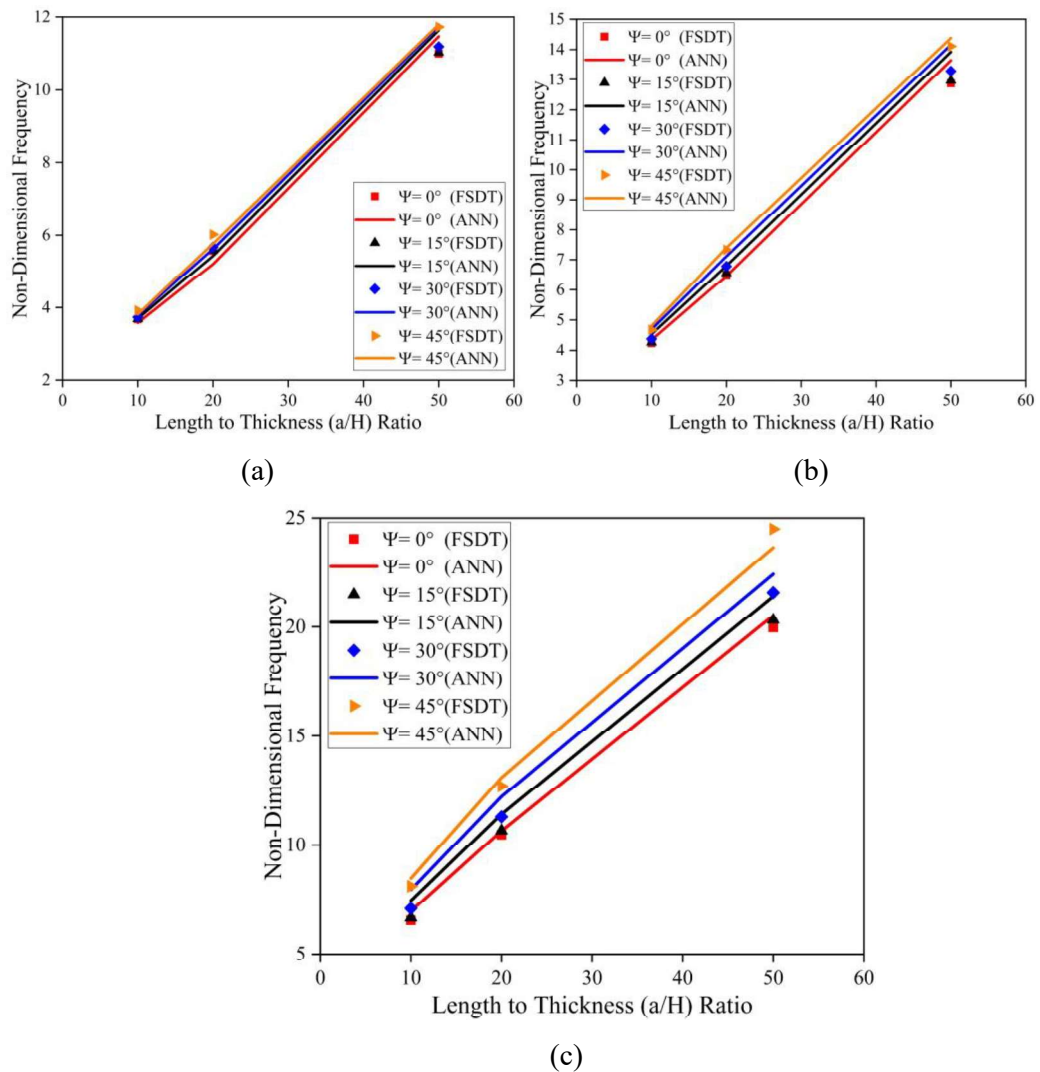 12
10
8
6
4
2
0
10
20
30
40
50
60
Non-Dimensional Frequency
Length to Thickness (a/H) Ratio
Ψ= 0° (FSDT)
Ψ= 0° (ANN)
Ψ= 15°(FSDT)
Ψ= 15°(ANN)
Ψ= 30°(FSDT)
Ψ= 30°(ANN)
Ψ= 45°(FSDT)
Ψ= 45°(ANN)
(a)
15
14
13
12
11
10
9
8
7
6
5
4
3
0
10
20
30
40
50
60
Non-Dimensional Frequency
Length to Thickness (a/H) Ratio
Ψ= 0° (FSDT)
Ψ= 0° (ANN)
Ψ= 15°(FSDT)
Ψ= 15°(ANN)
Ψ= 30°(FSDT)
Ψ= 30°(ANN)
Ψ= 45°(FSDT)
Ψ= 45°(ANN)
(b)
25
20
15
10
5
0
10
20
30
40
50
60
Non-Dimensional Frequency
Length to Thickness (a/H) Ratio
Ψ= 0° (FSDT)
Ψ= 0° (ANN)
Ψ= 15°(FSDT)
Ψ= 15°(ANN)
Ψ= 30°(FSDT)
Ψ= 30°(ANN)
Ψ= 45°(FSDT)
Ψ= 45°(ANN)
(c)